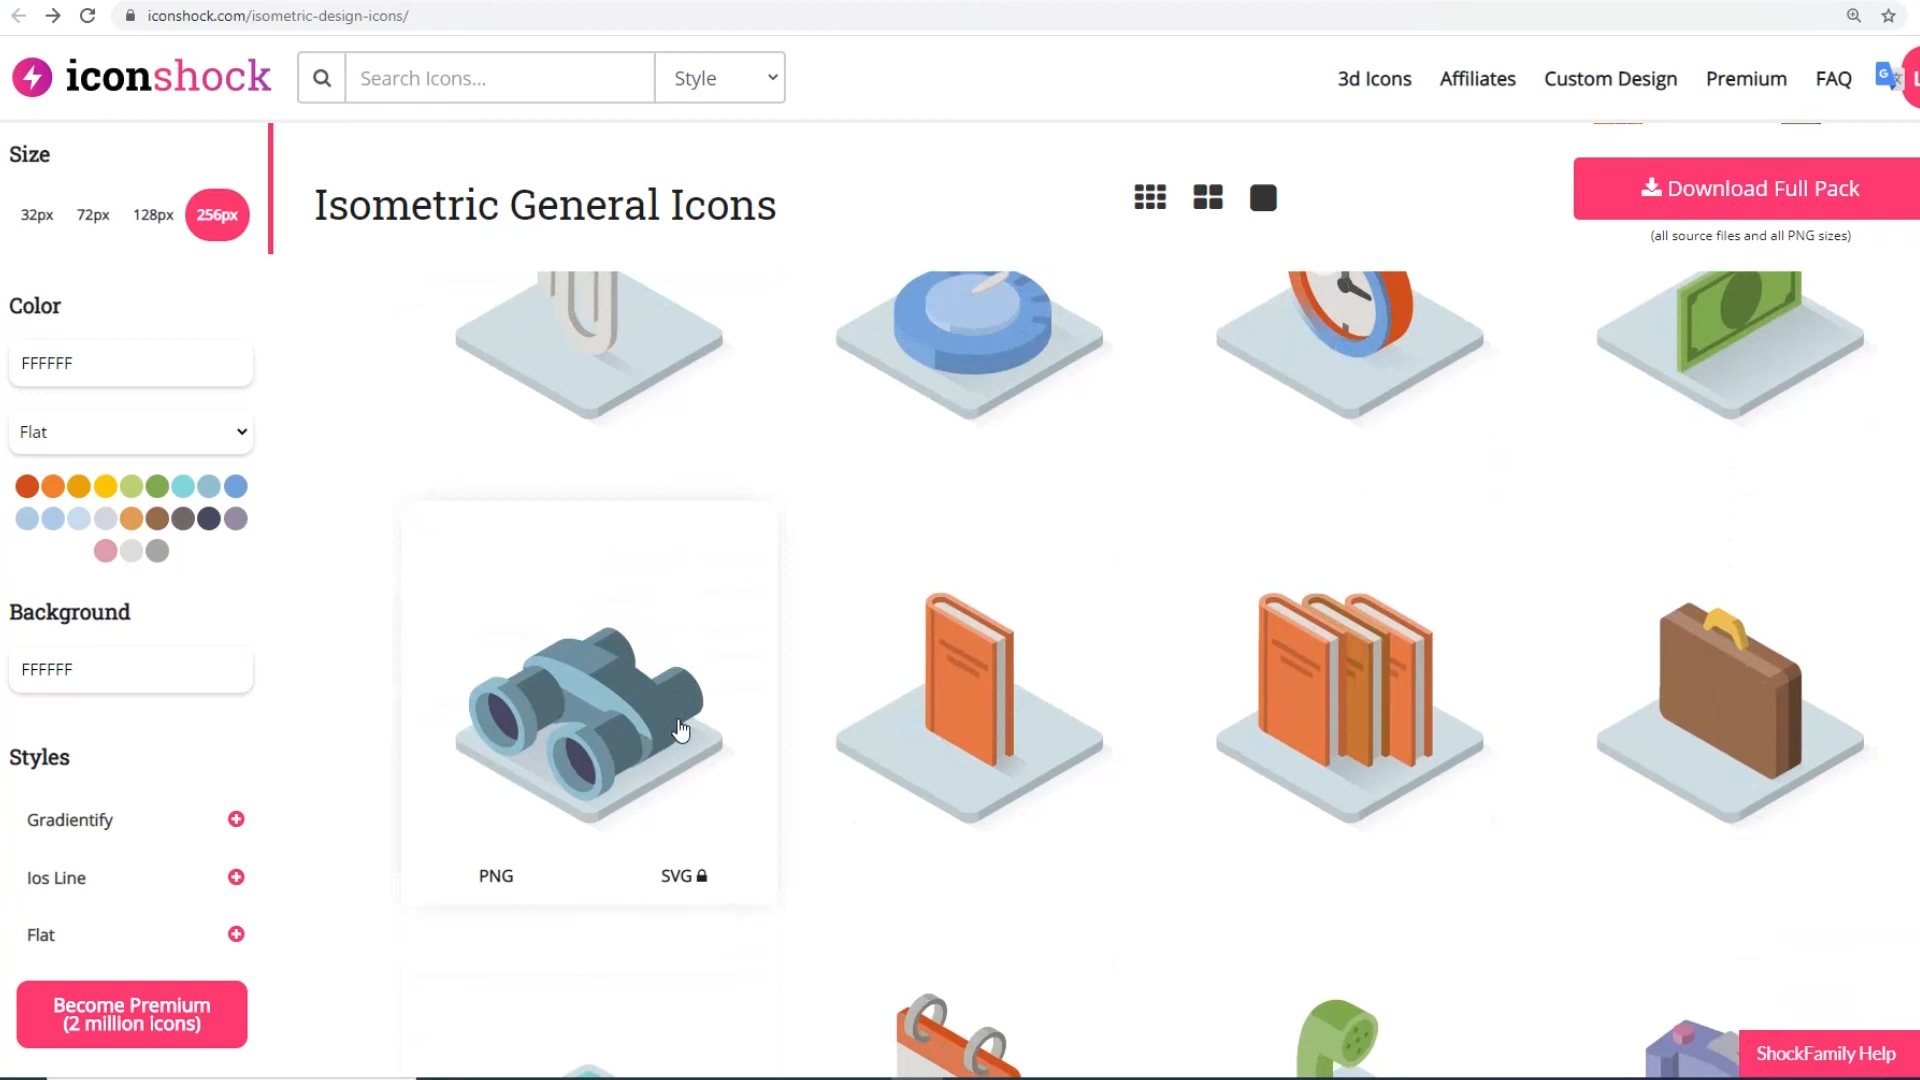 iconshock.com/isometric-design-icons/
iconshock
Search Icons...
Style
3d Icons
Affiliates
Custom Design
Premium
FAQ
Size
32px
72px
128px
256px
Isometric General Icons
Download Full Pack
(all source files and all PNG sizes)
Color
FFFFFF
Flat
Background
FFFFFF
Styles
Gradientify
Ios Line
Flat
PNG
SVG
Become Premium
(2 million icons)
ShockFamily Help